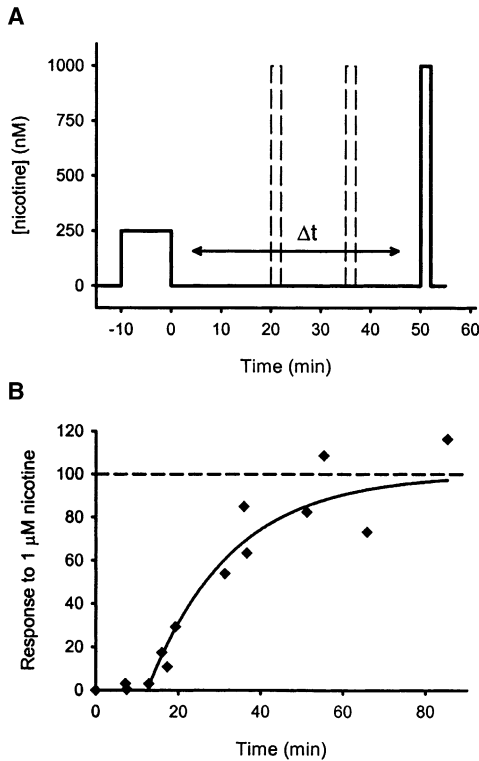 A
[nicotine] (nM)
1000
750
500
250
0
Δt
-10 0 10 20 30 40 50 60
Time (min)
B
Response to 1 μM nicotine
120
100
80
60
40
20
0
0 20 40 60 80
Time (min)